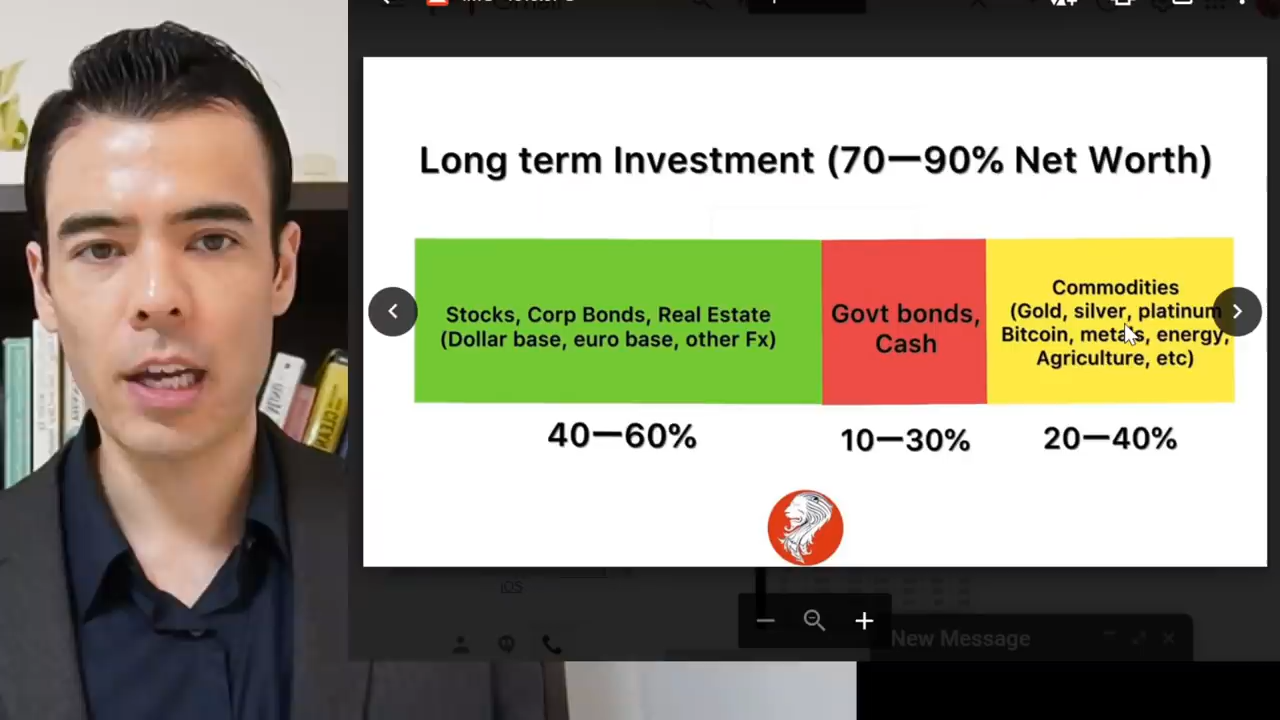 Long term Investment (70—90% Net Worth)
Stocks, Corp Bonds, Real Estate
(Dollar base, euro base, other Fx)
Govt bonds,
Cash
Commodities
(Gold, silver, platinum
Bitcoin, metals, energy,
Agriculture, etc)
40—60%
10—30%
20—40%
iOS
New Message